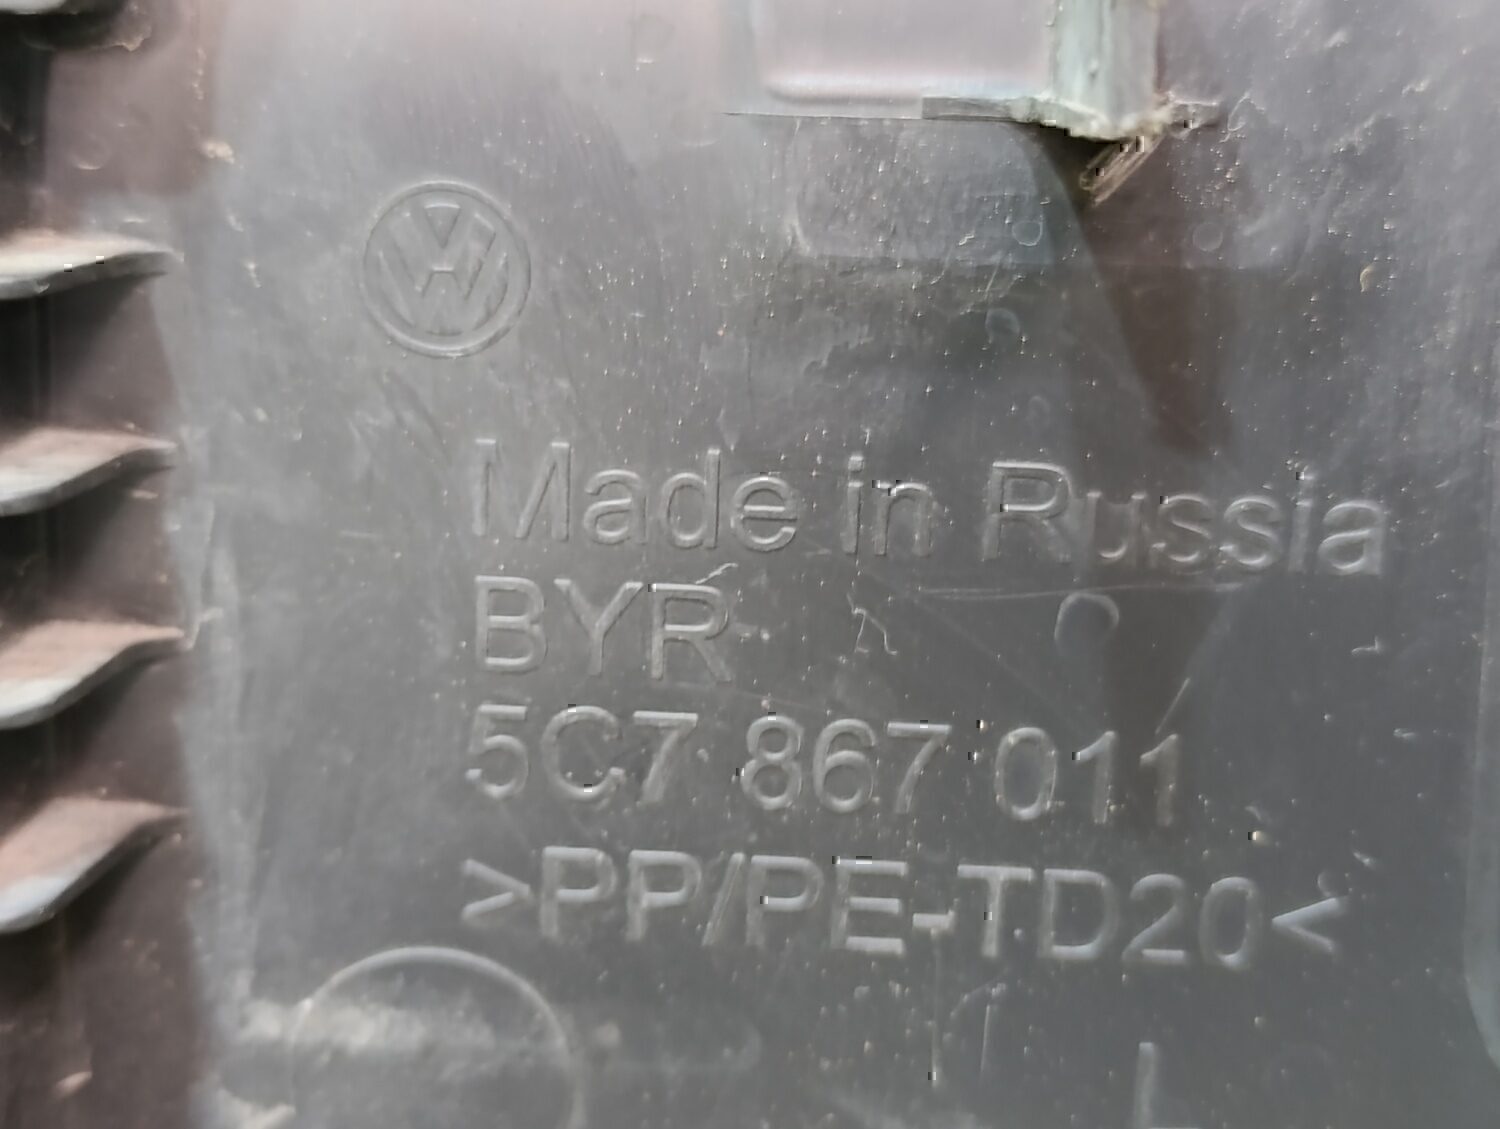 Made in Russia
BYR
5C7 867 011
>PP/PE-TD20<